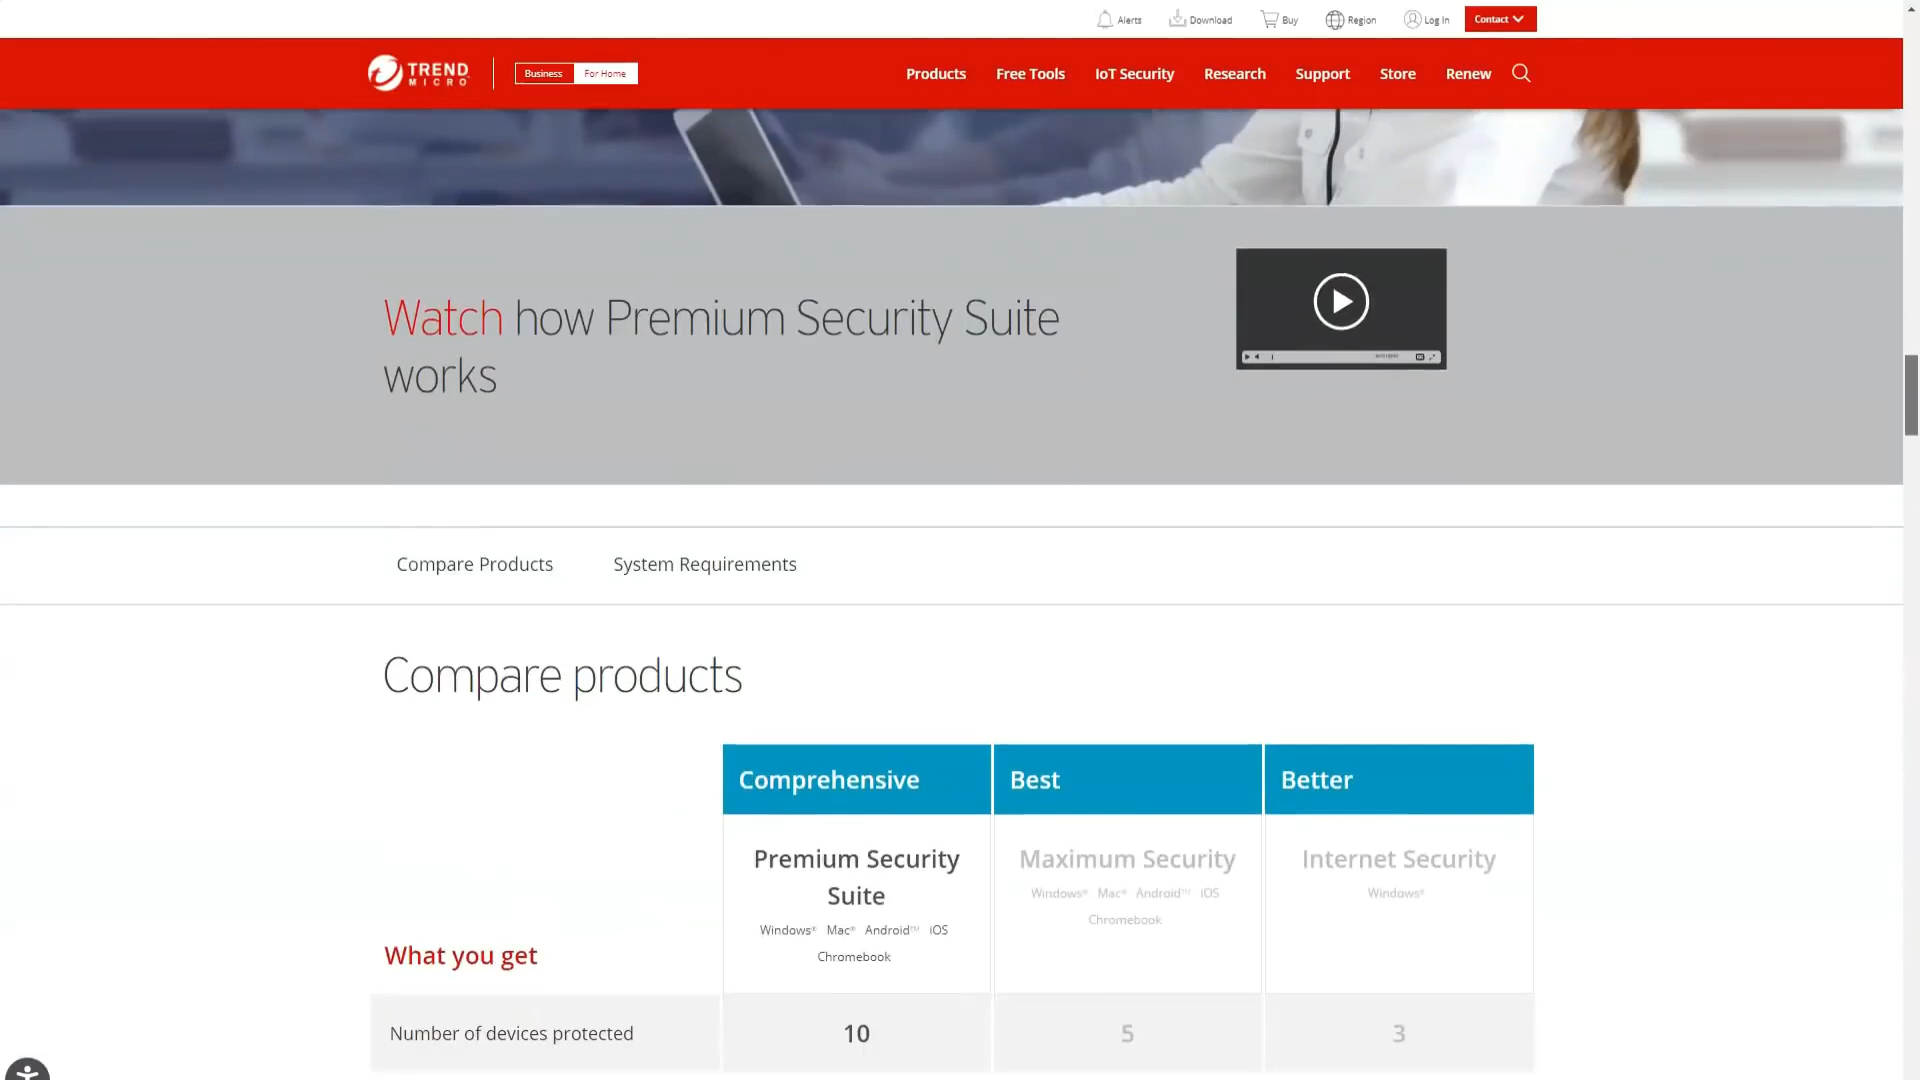 Alerts Download Buy Region Log In Contact
TREND MICRO Business For Home Products Free Tools IoT Security Research Support Store Renew
Watch how Premium Security Suite
works
Compare Products System Requirements
Compare products
Comprehensive Best Better
Premium Security Suite Maximum Security Internet Security
Windows® Mac® Android™ iOS Chromebook Windows® Mac® Android™ iOS Chromebook Windows®
What you get
Number of devices protected 10 5 3